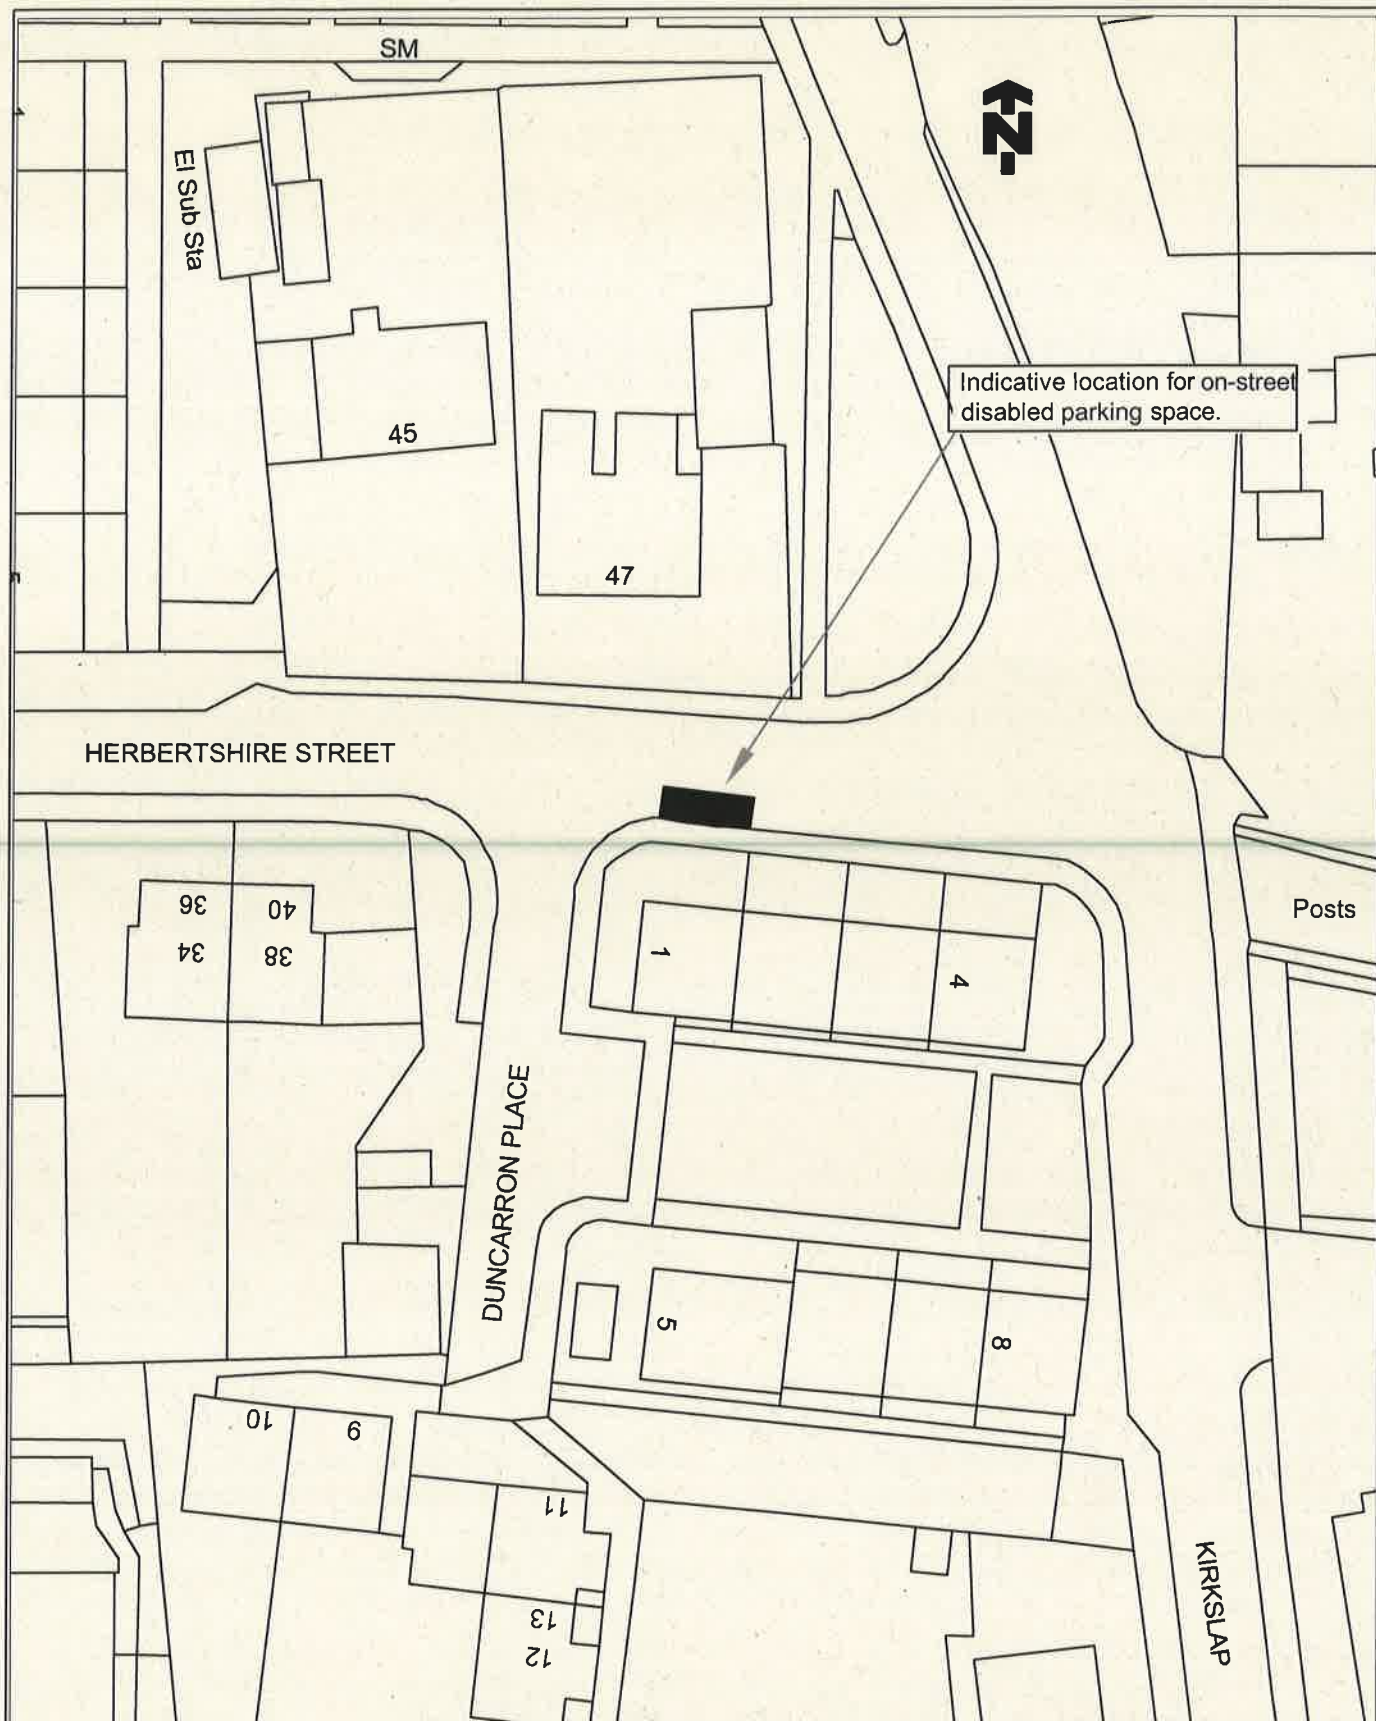 SM
El Sub Sta
N
Indicative location for on-street
disabled parking space.
45
47
HERBERTSHIRE STREET
36
40
34
38
1
4
Posts
DUNCARRON PLACE
5
8
10
9
11
13
12
KIRKSLAP